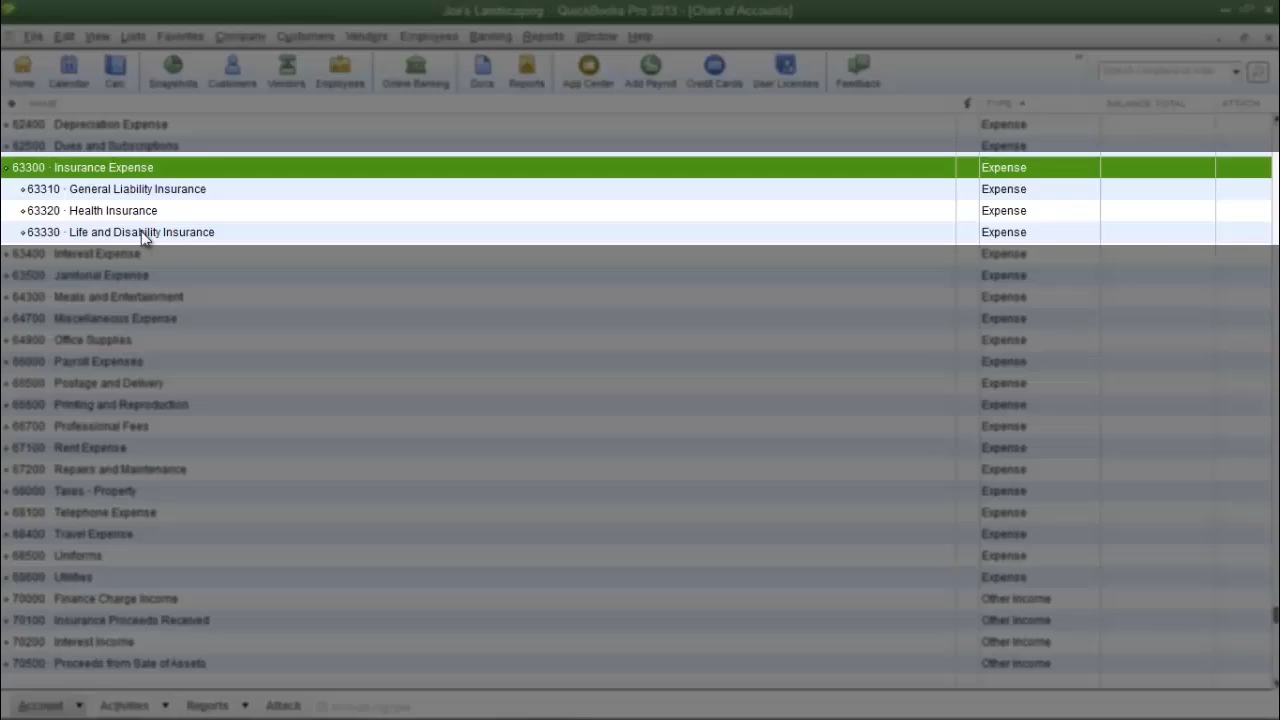 Joe's Landscaping - QuickBooks Pro 2013 - [Chart of Accounts]
File Edit View Lists Favorites Company Customers Vendors Employees Banking Reports Window Help
Home Calendar Calc Snapshots Customers Vendors Employees Online Banking Docs Reports App Center Add Payroll Credit Cards User Licenses Feedback
NAME TYPE BALANCE TOTAL ATTACH
62400 · Depreciation Expense Expense
62500 · Dues and Subscriptions Expense
63300 · Insurance Expense Expense
63310 · General Liability Insurance Expense
63320 · Health Insurance Expense
63330 · Life and Disability Insurance Expense
63400 · Interest Expense Expense
63500 · Janitorial Expense Expense
64300 · Meals and Entertainment Expense
64700 · Miscellaneous Expense Expense
64900 · Office Supplies Expense
66000 · Payroll Expenses Expense
66500 · Postage and Delivery Expense
66600 · Printing and Reproduction Expense
66700 · Professional Fees Expense
67100 · Rent Expense Expense
67200 · Repairs and Maintenance Expense
68000 · Taxes - Property Expense
68100 · Telephone Expense Expense
68400 · Travel Expense Expense
68500 · Uniforms Expense
68600 · Utilities Expense
70000 · Finance Charge Income Other Income
70100 · Insurance Proceeds Received Other Income
70200 · Interest Income Other Income
70500 · Proceeds from Sale of Assets Other Income
Account Activities Reports Attach